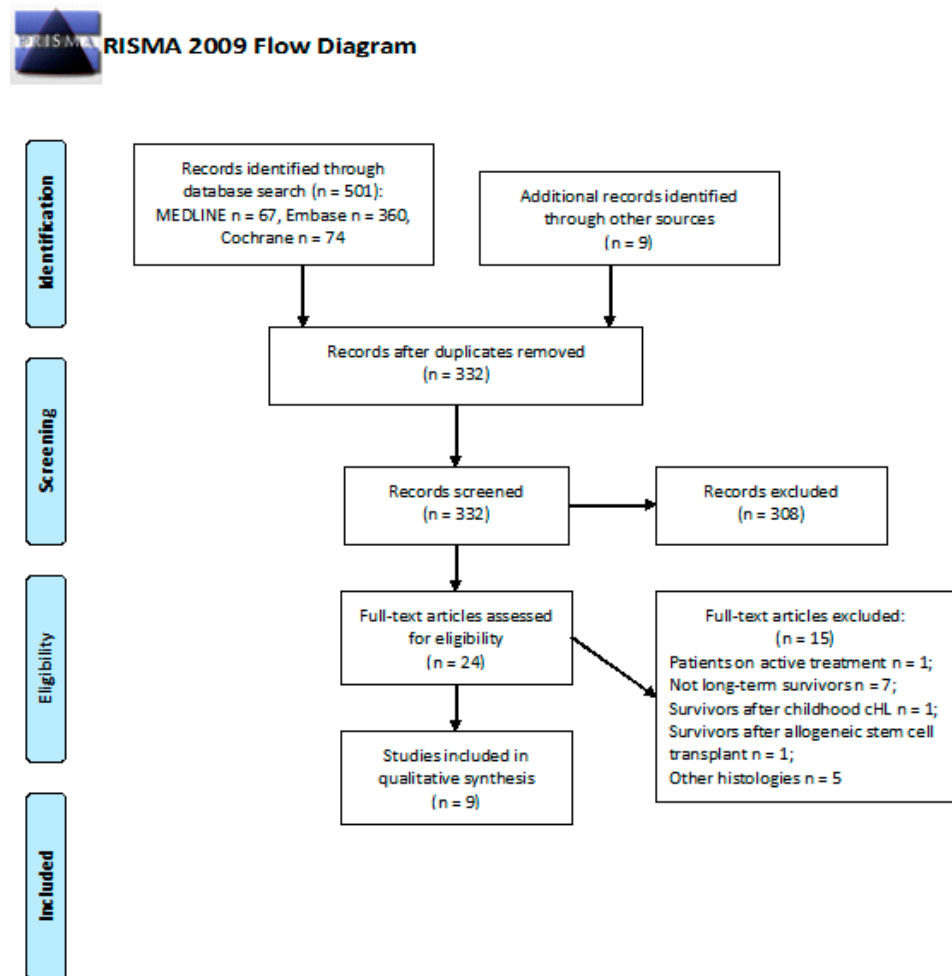 PRISMA
RISMA 2009 Flow Diagram
Identification
Records identified through
database search (n = 501):
MEDLINE n = 67, Embase n = 360,
Cochrane n = 74
Additional records identified
through other sources
(n = 9)
Records after duplicates removed
(n = 332)
Screening
Records screened
(n = 332)
Records excluded
(n = 308)
Eligibility
Full-text articles assessed
for eligibility
(n = 24)
Full-text articles excluded:
(n = 15)
Patients on active treatment n = 1;
Not long-term survivors n = 7;
Survivors after childhood cHL n = 1;
Survivors after allogeneic stem cell
transplant n = 1;
Other histologies n = 5
Studies included in
qualitative synthesis
(n = 9)
Included